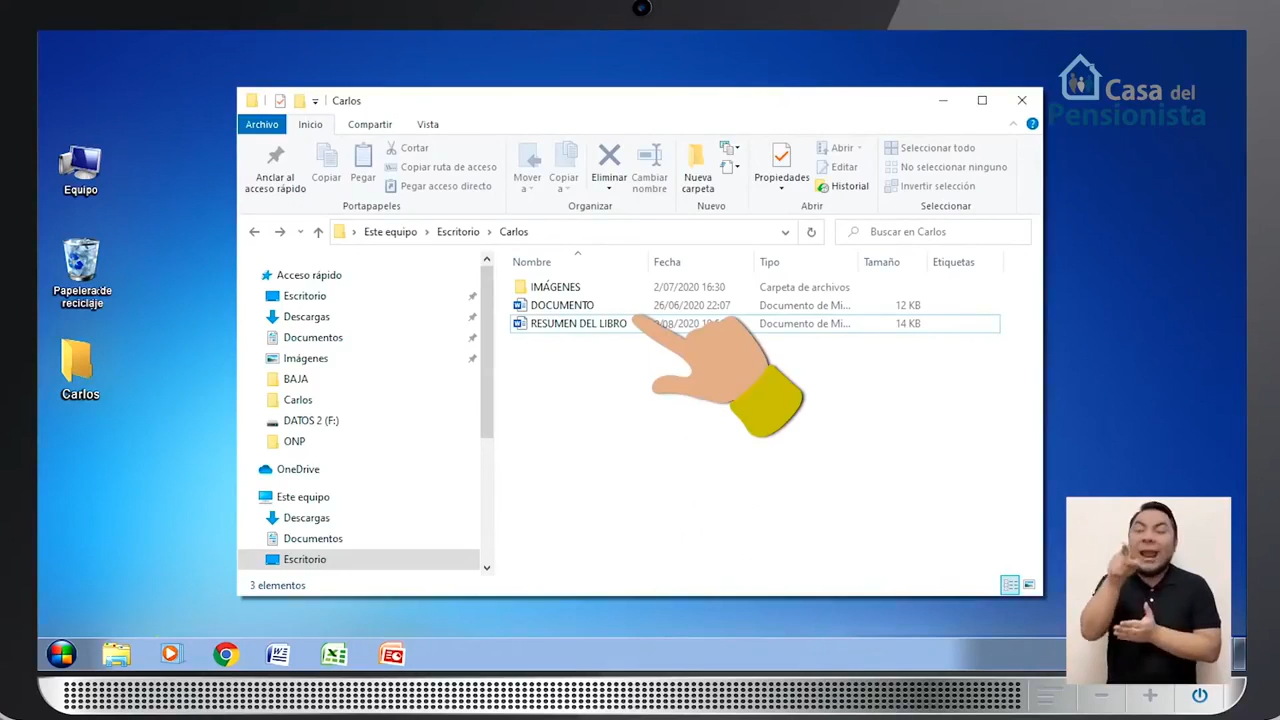 Casa del
Pensionista
Carlos
Archivo Inicio Compartir Vista
Anclar al acceso rápido
Copiar
Pegar
Cortar
Copiar ruta de acceso
Pegar acceso directo
Mover a
Copiar a
Eliminar
Cambiar nombre
Nueva carpeta
Propiedades
Abrir
Editar
Historial
Seleccionar todo
No seleccionar ninguno
Invertir selección
Portapapeles Organizar Nuevo Abrir Seleccionar
Este equipo Escritorio Carlos
Buscar en Carlos
Nombre Fecha Tipo Tamaño Etiquetas
IMÁGENES 2/07/2020 16:30 Carpeta de archivos
DOCUMENTO 26/06/2020 22:07 Documento de Mi... 12 KB
RESUMEN DEL LIBRO Documento de Mi... 14 KB
Acceso rápido
Escritorio
Descargas
Documentos
Imágenes
BAJA
Carlos
DATOS 2 (F:)
ONP
OneDrive
Este equipo
Descargas
Documentos
Escritorio
3 elementos
Equipo
Papelera de
reciclaje
Carlos